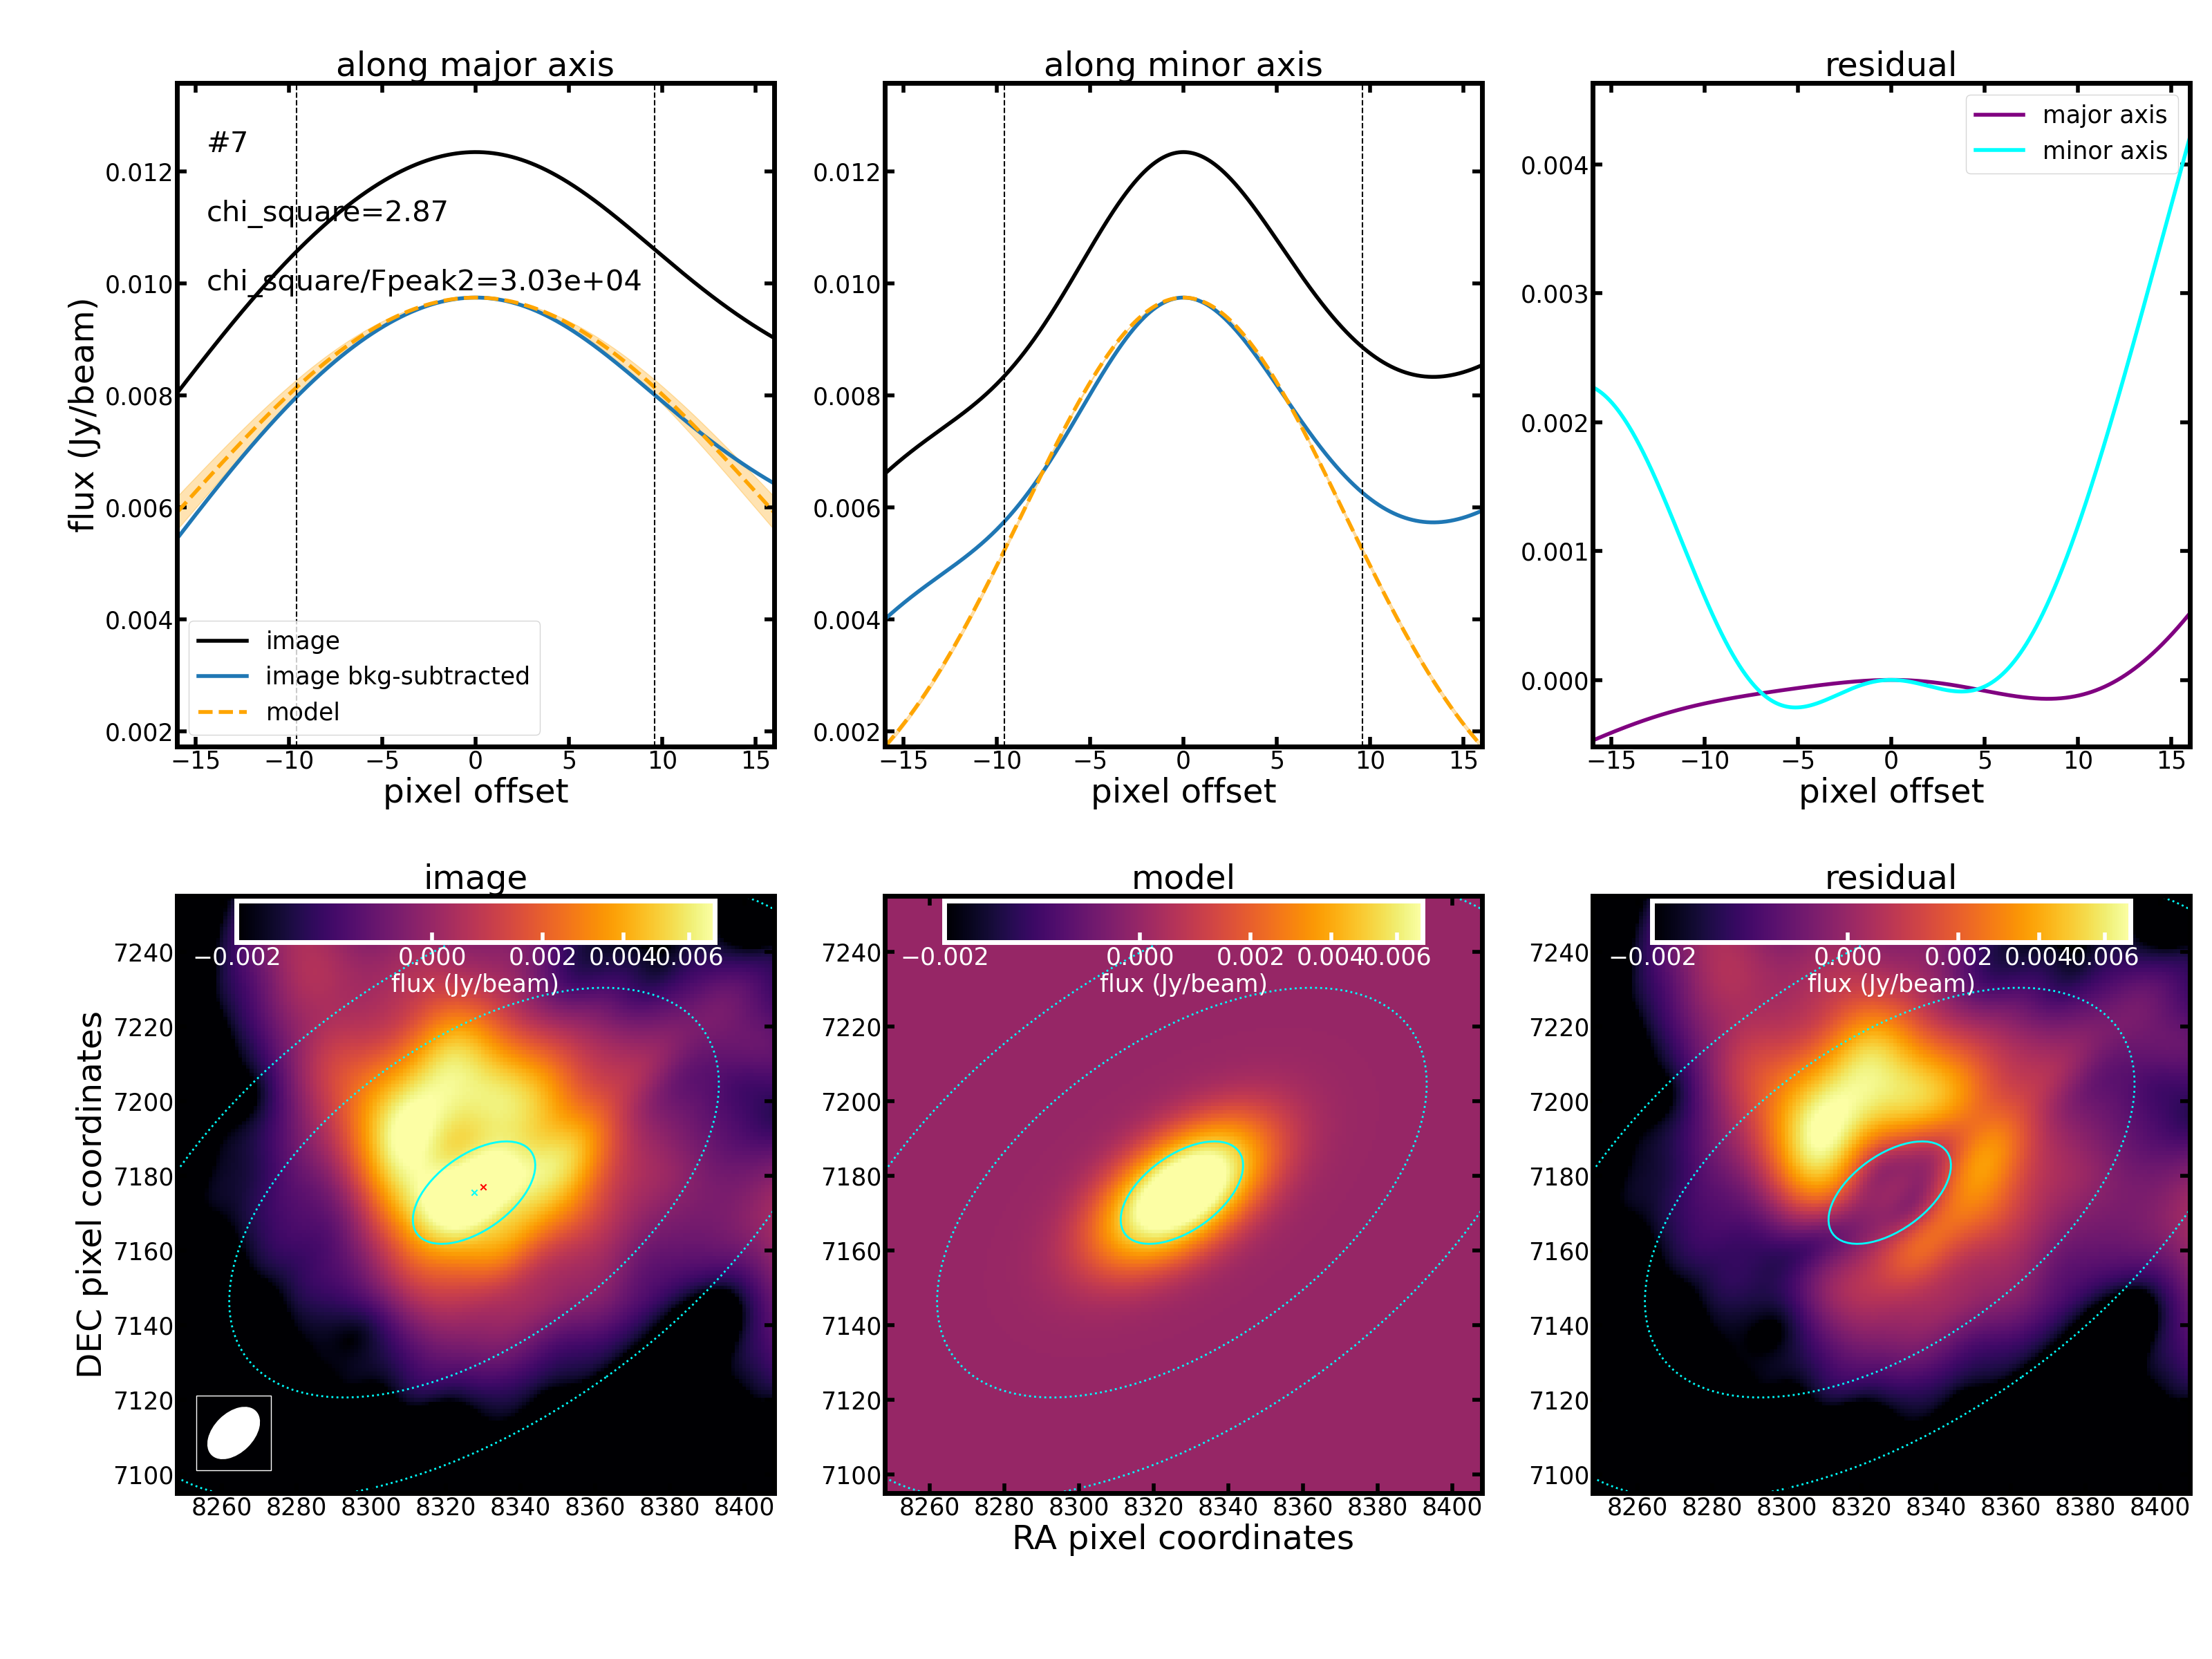 along major axis
along minor axis
residual
#7
chi_square=2.87
chi_square/Fpeak2=3.03e+04
image
image bkg-subtracted
model
0.012
0.010
0.008
0.006
0.004
0.002
flux (Jy/beam)
−15 −10 −5 0 5 10 15
pixel offset
0.012
0.010
0.008
0.006
0.004
0.002
−15 −10 −5 0 5 10 15
pixel offset
major axis
minor axis
0.004
0.003
0.002
0.001
0.000
−15 −10 −5 0 5 10 15
pixel offset
image
model
residual
−0.002 0.000 0.002 0.004 0.006
flux (Jy/beam)
7240
7220
7200
7180
7160
7140
7120
7100
DEC pixel coordinates
8260 8280 8300 8320 8340 8360 8380 8400
−0.002 0.000 0.002 0.004 0.006
flux (Jy/beam)
7240
7220
7200
7180
7160
7140
7120
7100
8260 8280 8300 8320 8340 8360 8380 8400
RA pixel coordinates
−0.002 0.000 0.002 0.004 0.006
flux (Jy/beam)
7240
7220
7200
7180
7160
7140
7120
7100
8260 8280 8300 8320 8340 8360 8380 8400